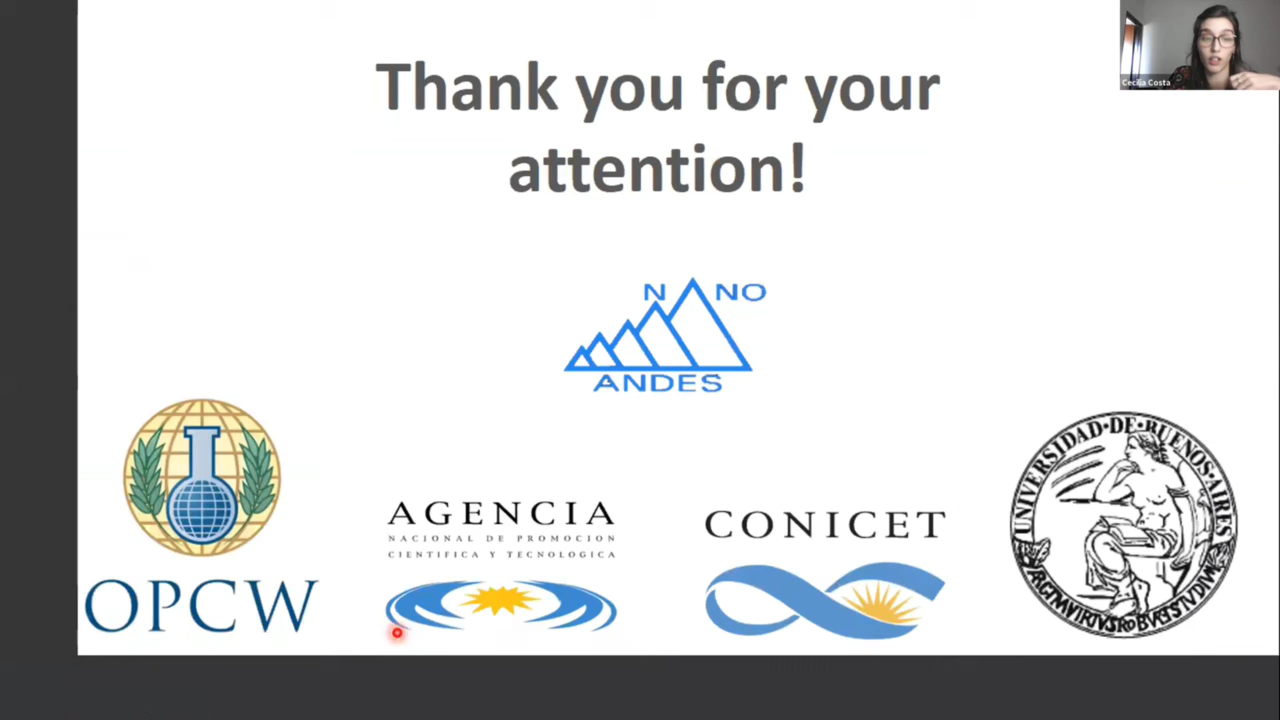 Thank you for your
attention!
Cecilia Costa
NANO
ANDES
OPCW
AGENCIA
NACIONAL DE PROMOCION
CIENTIFICA Y TECNOLOGICA
CONICET
UNIVERSIDAD·DE·BUENOS·AIRES